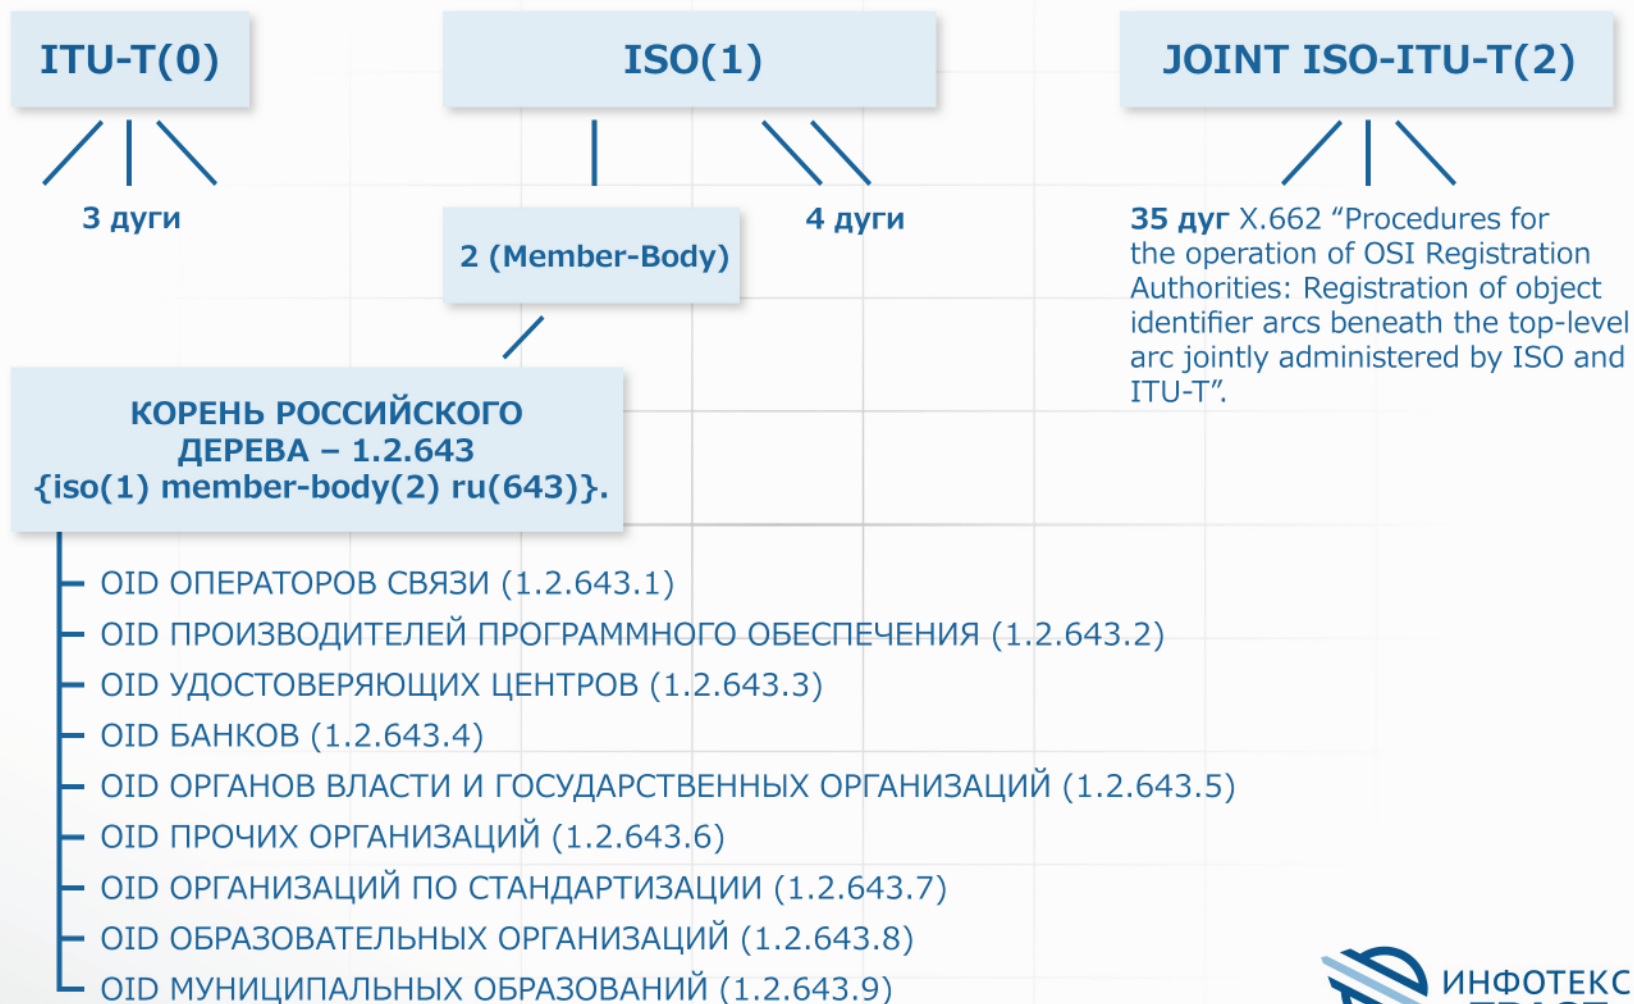 ITU-T(0)
ISO(1)
JOINT ISO-ITU-T(2)
3 дуги
2 (Member-Body)
4 дуги
35 дуг X.662 “Procedures for
the operation of OSI Registration
Authorities: Registration of object
identifier arcs beneath the top-level
arc jointly administered by ISO and
ITU-T”.
КОРЕНЬ РОССИЙСКОГО
ДЕРЕВА – 1.2.643
{iso(1) member-body(2) ru(643)}.
OID ОПЕРАТОРОВ СВЯЗИ (1.2.643.1)
OID ПРОИЗВОДИТЕЛЕЙ ПРОГРАММНОГО ОБЕСПЕЧЕНИЯ (1.2.643.2)
OID УДОСТОВЕРЯЮЩИХ ЦЕНТРОВ (1.2.643.3)
OID БАНКОВ (1.2.643.4)
OID ОРГАНОВ ВЛАСТИ И ГОСУДАРСТВЕННЫХ ОРГАНИЗАЦИЙ (1.2.643.5)
OID ПРОЧИХ ОРГАНИЗАЦИЙ (1.2.643.6)
OID ОРГАНИЗАЦИЙ ПО СТАНДАРТИЗАЦИИ (1.2.643.7)
OID ОБРАЗОВАТЕЛЬНЫХ ОРГАНИЗАЦИЙ (1.2.643.8)
OID МУНИЦИПАЛЬНЫХ ОБРАЗОВАНИЙ (1.2.643.9)
ИНФОТЕКС